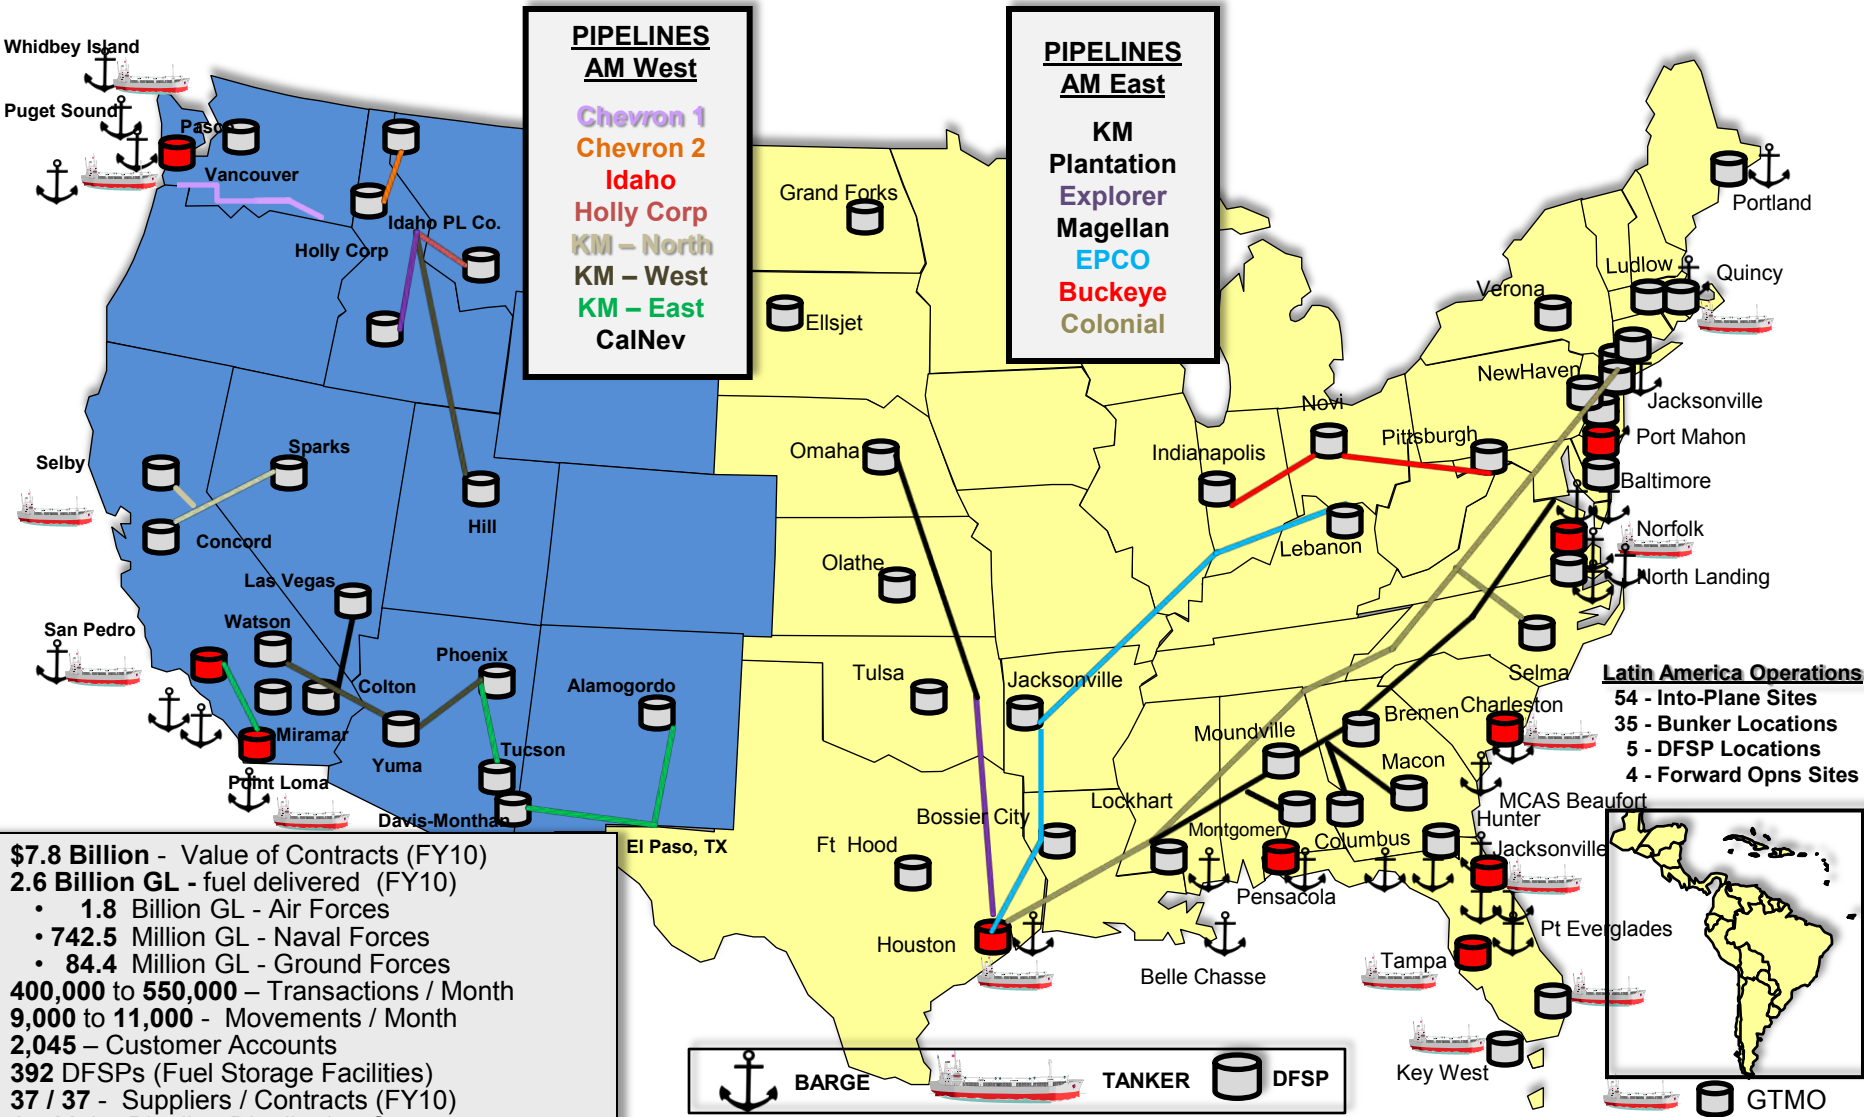 Whidbey Island
Puget Sound
Pasco
Vancouver
Idaho PL Co.
Holly Corp
PIPELINES
AM West
Chevron 1
Chevron 2
Idaho
Holly Corp
KM – North
KM – West
KM – East
CalNev
PIPELINES
AM East
KM
Plantation
Explorer
Magellan
EPCO
Buckeye
Colonial
Grand Forks
Ellsjet
Portland
Ludlow
Quincy
Verona
NewHaven
Jacksonville
Port Mahon
Baltimore
Norfolk
North Landing
Selma
Novi
Pittsburgh
Indianapolis
Lebanon
Omaha
Olathe
Tulsa
Jacksonville
Selby
Sparks
Concord
Hill
Las Vegas
Watson
San Pedro
Phoenix
Colton
Alamogordo
Miramar
Yuma
Tucson
Point Loma
Davis-Monthan
El Paso, TX
Ft Hood
Bossier City
Lockhart
Moundville
Bremen
Charleston
Macon
MCAS Beaufort
Hunter
Montgomery
Columbus
Jacksonville
Pensacola
Houston
Belle Chasse
Tampa
Pt Everglades
Key West
Latin America Operations
54 - Into-Plane Sites
35 - Bunker Locations
5 - DFSP Locations
4 - Forward Opns Sites
GTMO
$7.8 Billion - Value of Contracts (FY10)
2.6 Billion GL - fuel delivered (FY10)
• 1.8 Billion GL - Air Forces
• 742.5 Million GL - Naval Forces
• 84.4 Million GL - Ground Forces
400,000 to 550,000 – Transactions / Month
9,000 to 11,000 - Movements / Month
2,045 – Customer Accounts
392 DFSPs (Fuel Storage Facilities)
37 / 37 - Suppliers / Contracts (FY10)
BARGE
TANKER
DFSP